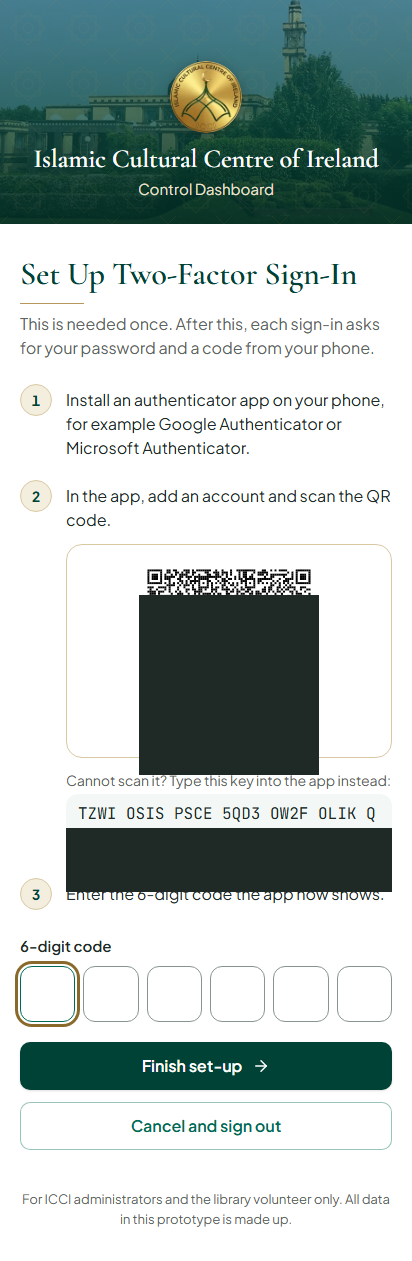 ISLAMIC CULTURAL CENTRE OF IRELAND
Islamic Cultural Centre of Ireland
Control Dashboard
Set Up Two-Factor Sign-In
This is needed once. After this, each sign-in asks
for your password and a code from your phone.
1
Install an authenticator app on your phone,
for example Google Authenticator or
Microsoft Authenticator.
2
In the app, add an account and scan the QR
code.
Cannot scan it? Type this key into the app instead:
TZWI OSIS PSCE 5QD3 OW2F OLIK Q
3
Enter the 6-digit code the app now shows.
6-digit code
Finish set-up →
Cancel and sign out
For ICCI administrators and the library volunteer only. All data
in this prototype is made up.